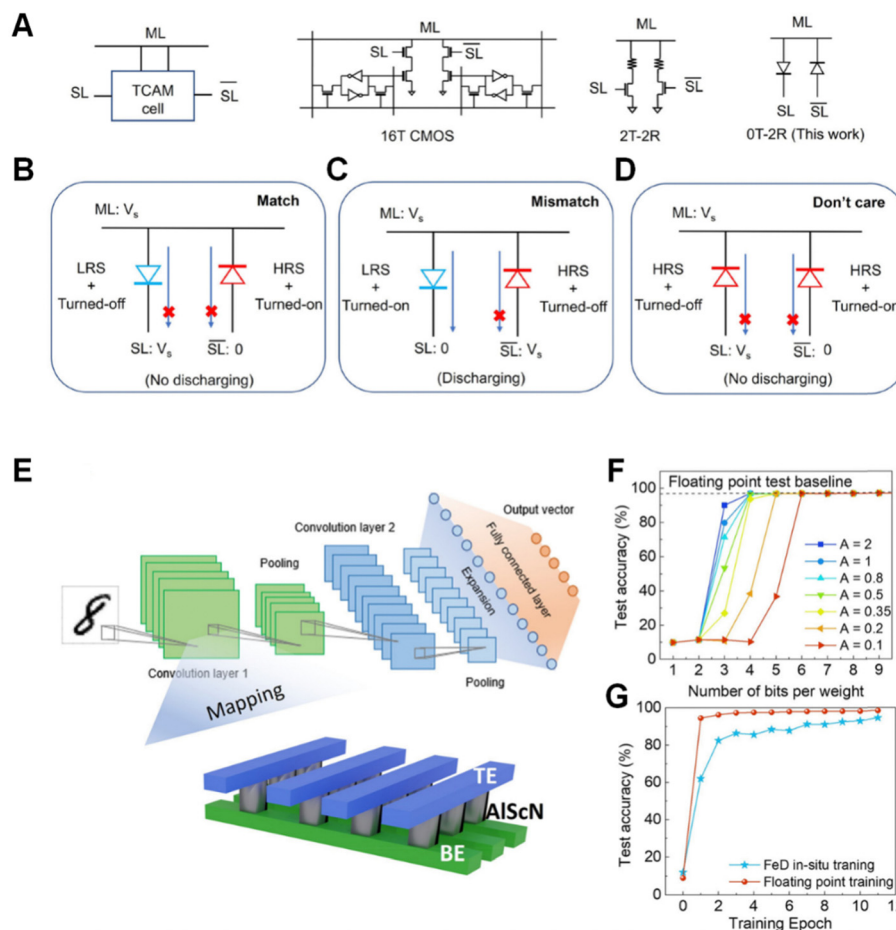 A
ML
SL
TCAM
cell
SL
ML
SL
SL
16T CMOS
ML
SL
SL
2T-2R
ML
SL
SL
0T-2R (This work)
B
Match
ML: Vs
LRS
+
Turned-off
HRS
+
Turned-on
SL: Vs
SL: 0
(No discharging)
C
Mismatch
ML: Vs
LRS
+
Turned-on
HRS
+
Turned-off
SL: 0
SL: Vs
(Discharging)
D
Don't care
ML: Vs
HRS
+
Turned-off
HRS
+
Turned-on
SL: Vs
SL: 0
(No discharging)
E
8
Convolution layer 1
Pooling
Convolution layer 2
Pooling
Expansion
Fully connected layer
Output vector
Mapping
TE
AlScN
BE
F
Floating point test baseline
Test accuracy (%)
100
80
60
40
20
0
A = 2
A = 1
A = 0.8
A = 0.5
A = 0.35
A = 0.2
A = 0.1
1 2 3 4 5 6 7 8 9
Number of bits per weight
G
Test accuracy (%)
100
80
60
40
20
0
FeD in-situ traning
Floating point training
0 2 4 6 8 10 1
Training Epoch